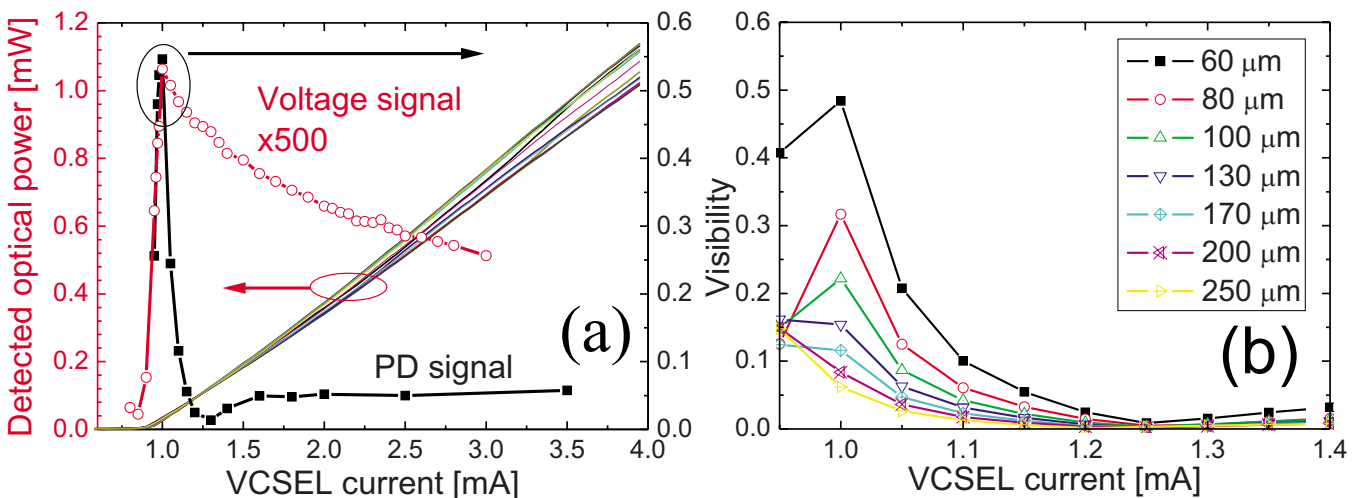 Detected optical power [mW]
1.2
1.0
0.8
0.6
0.4
0.2
0.0
1.0
1.5
2.0
2.5
3.0
3.5
4.0
VCSEL current [mA]
0.6
0.5
0.4
0.3
0.2
0.1
0.0
Voltage signal
x500
PD signal
(a)
Visibility
0.6
0.5
0.4
0.3
0.2
0.1
0.0
1.0
1.1
1.2
1.3
1.4
VCSEL current [mA]
60 μm
80 μm
100 μm
130 μm
170 μm
200 μm
250 μm
(b)